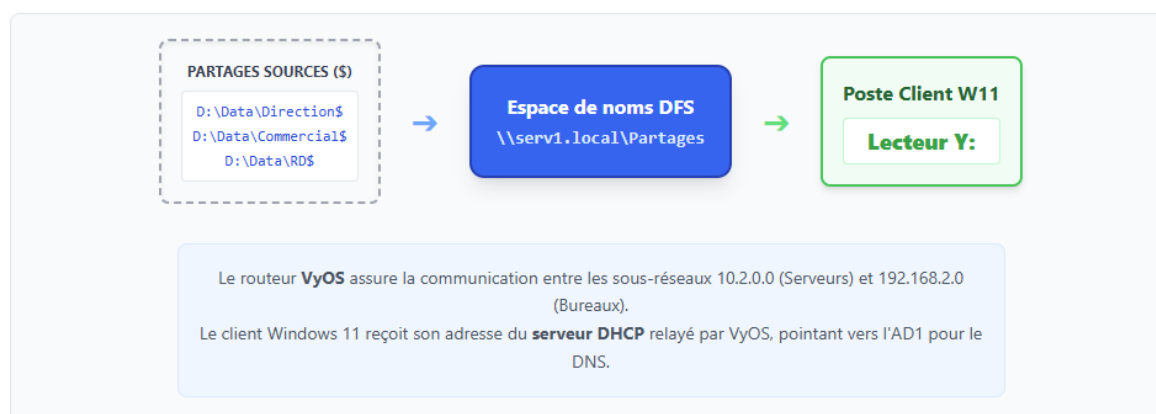 PARTAGES SOURCES ($)
D:\Data\Direction$
D:\Data\Commercial$
D:\Data\RD$
➔
Espace de noms DFS
\\serv1.local\Partages
➔
Poste Client W11
Lecteur Y:
Le routeur VyOS assure la communication entre les sous-réseaux 10.2.0.0 (Serveurs) et 192.168.2.0
(Bureaux).
Le client Windows 11 reçoit son adresse du serveur DHCP relayé par VyOS, pointant vers l'AD1 pour le
DNS.